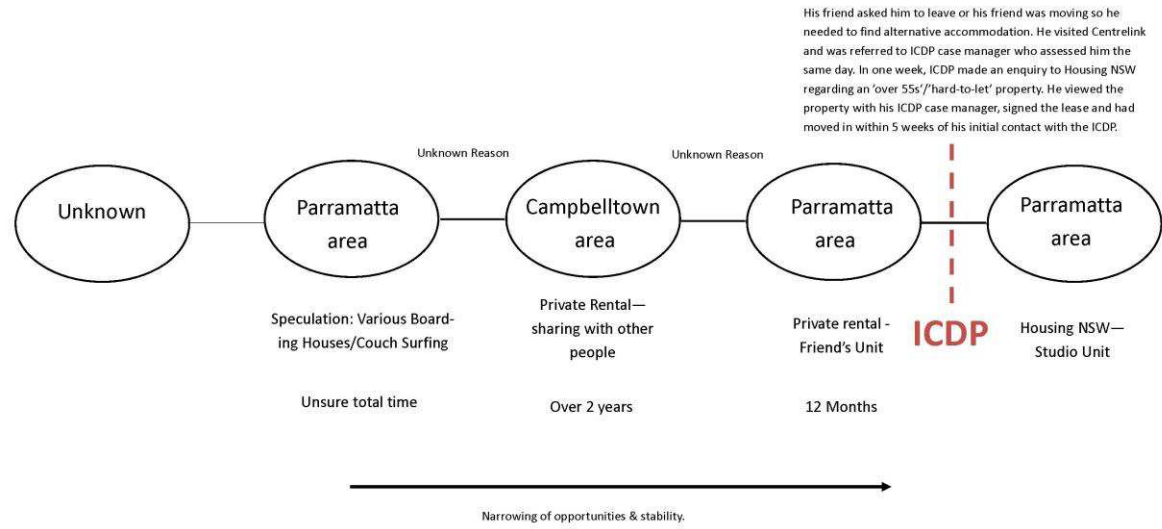 His friend asked him to leave or his friend was moving so he
needed to find alternative accommodation. He visited Centrelink
and was referred to ICDP case manager who assessed him the
same day. In one week, ICDP made an enquiry to Housing NSW
regarding an 'over 55s'/'hard-to-let' property. He viewed the
property with his ICDP case manager, signed the lease and had
moved in within 5 weeks of his initial contact with the ICDP.
Unknown
Parramatta
area
Unknown Reason
Campbelltown
area
Unknown Reason
Parramatta
area
Parramatta
area
Speculation: Various Board-
ing Houses/Couch Surfing
Unsure total time
Private Rental—
sharing with other
people
Over 2 years
Private rental -
Friend's Unit
12 Months
ICDP
Housing NSW—
Studio Unit
Narrowing of opportunities & stability.